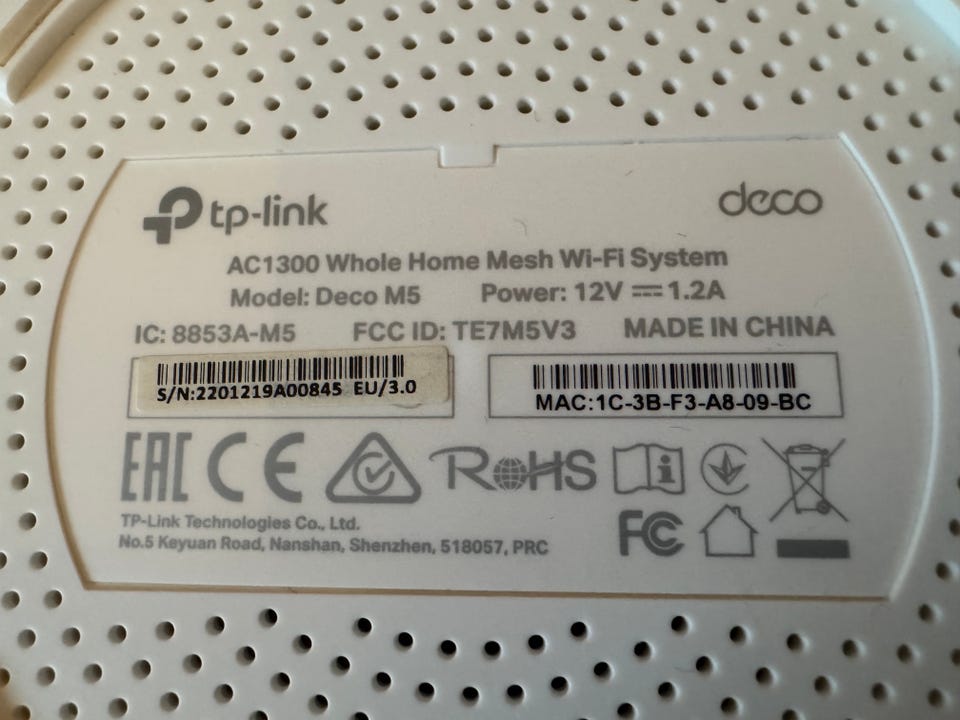 tp-link
deco
AC1300 Whole Home Mesh Wi-Fi System
Model: Deco M5 Power: 12V ⎓ 1.2A
IC: 8853A-M5 FCC ID: TE7M5V3 MADE IN CHINA
S/N:2201219A00845 EU/3.0
MAC:1C-3B-F3-A8-09-BC
EAC CE RoHS
TP-Link Technologies Co., Ltd.
No.5 Keyuan Road, Nanshan, Shenzhen, 518057, PRC
FC